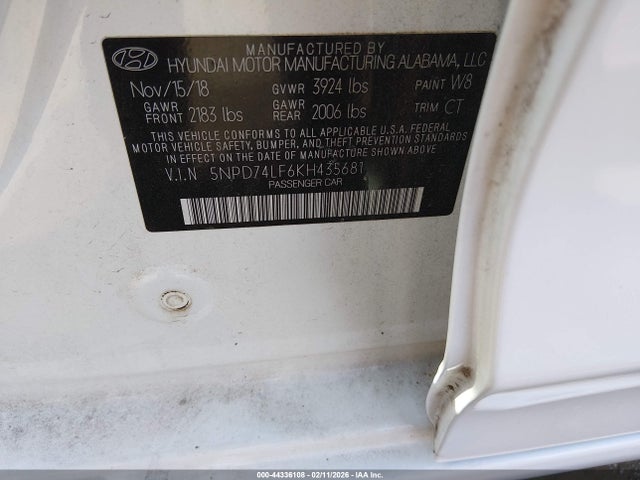 MANUFACTURED BY
HYUNDAI MOTOR MANUFACTURING ALABAMA, LLC
Nov/15/18 GVWR 3924 lbs PAINT W8
GAWR FRONT 2183 lbs GAWR REAR 2006 lbs TRIM CT
THIS VEHICLE CONFORMS TO ALL APPLICABLE U.S.A. FEDERAL
MOTOR VEHICLE SAFETY, BUMPER, AND THEFT PREVENTION STANDARDS
IN EFFECT ON THE DATE OF MANUFACTURE SHOWN ABOVE.
V.I.N 5NPD74LF6KH435681
PASSENGER CAR
000-44336108 - 02/11/2026 - IAA Inc.